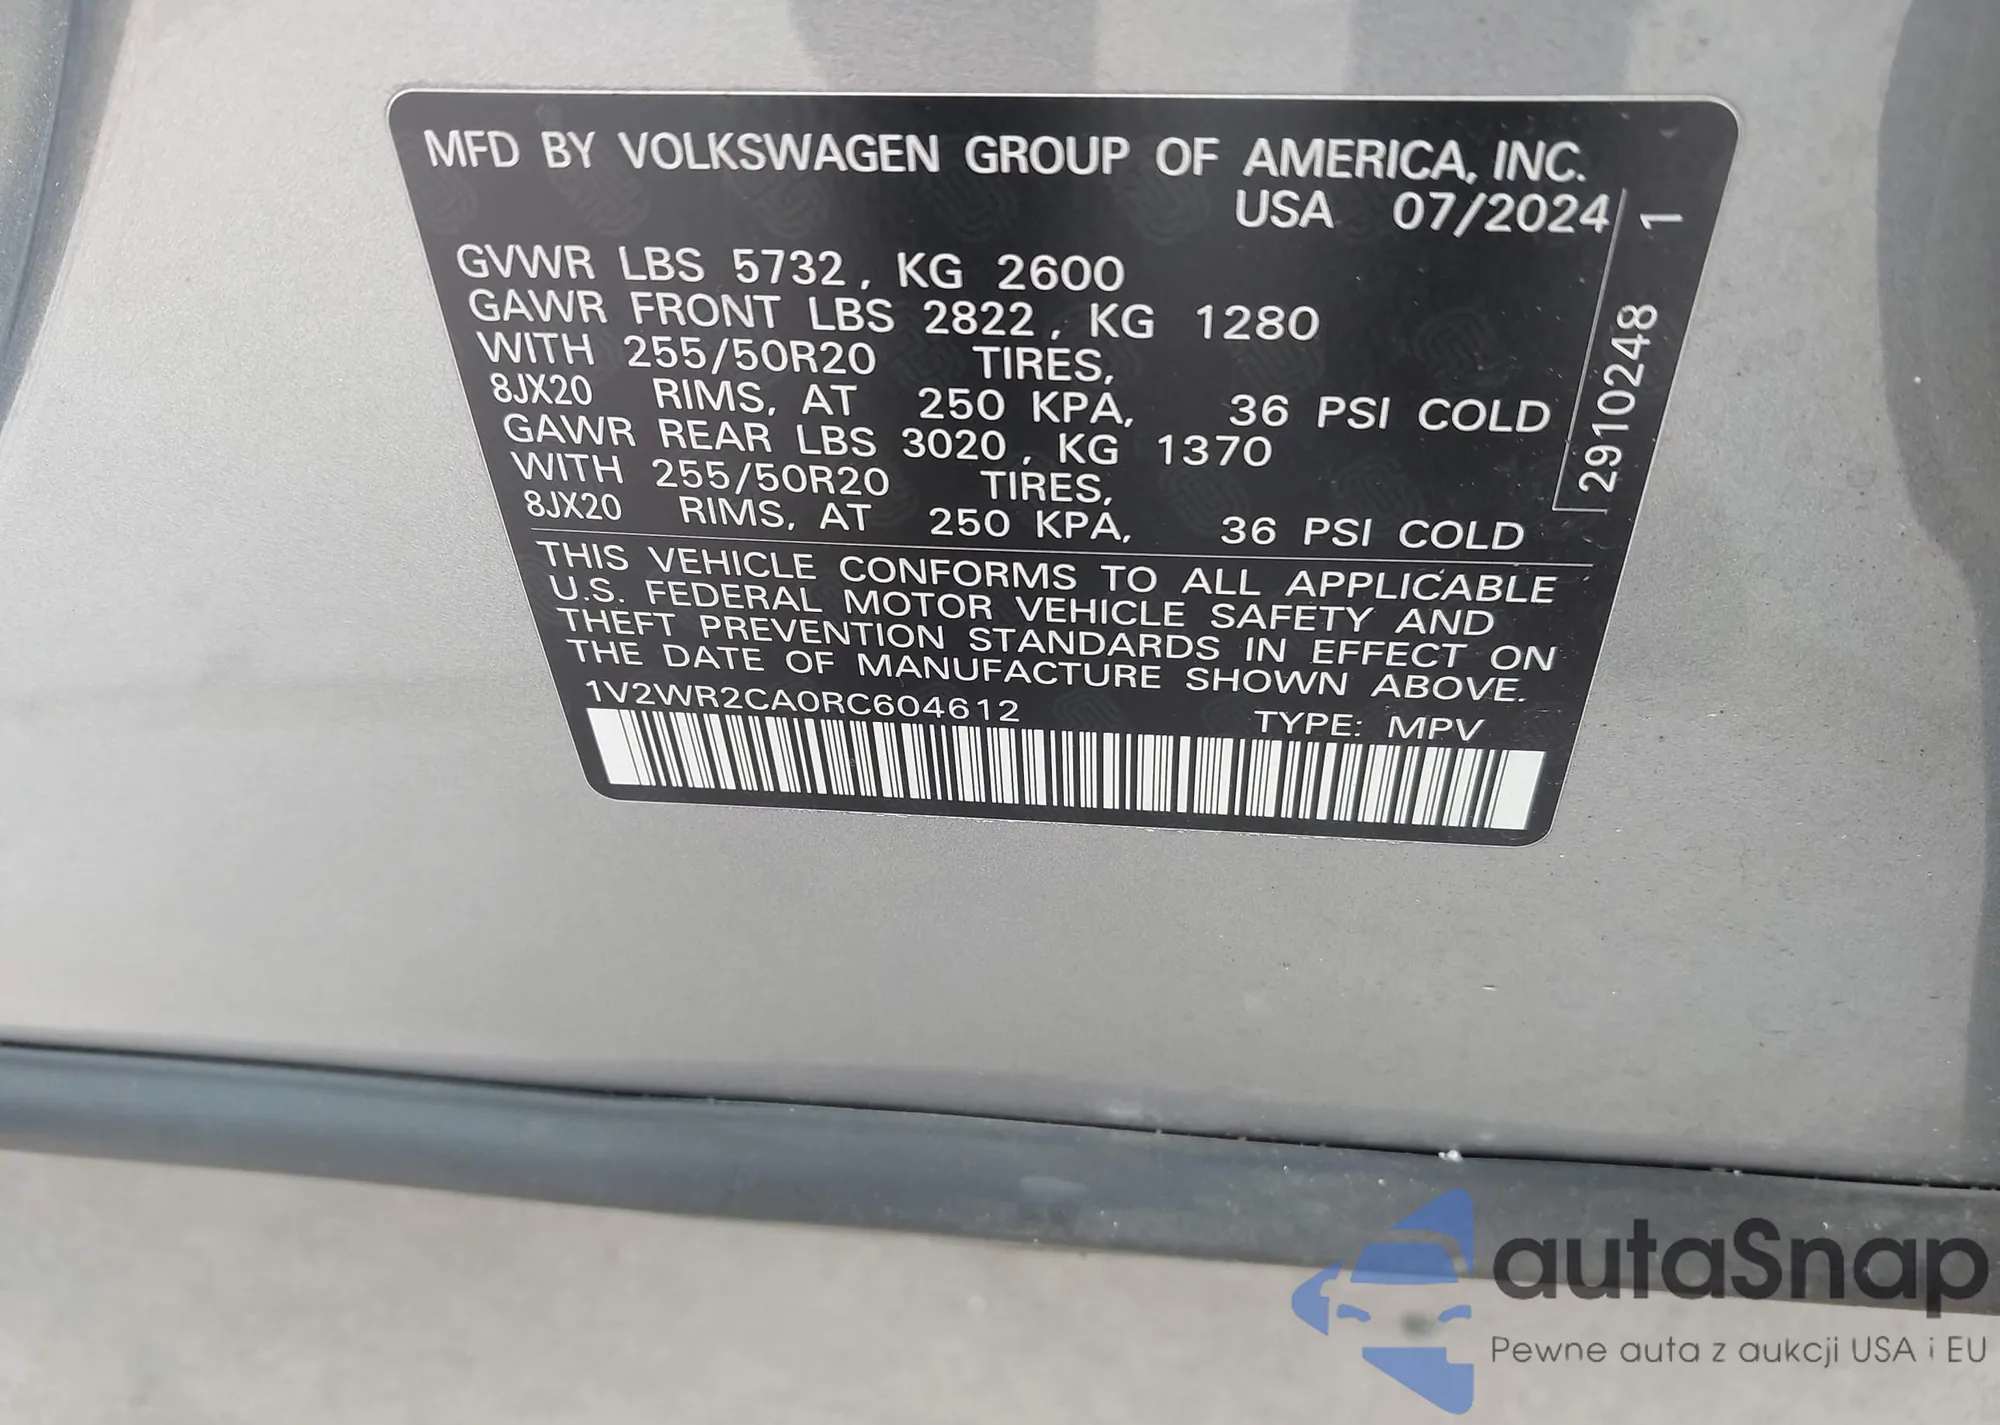 MFD BY VOLKSWAGEN GROUP OF AMERICA, INC.
USA 07/2024
GVWR LBS 5732, KG 2600
GAWR FRONT LBS 2822, KG 1280
WITH 255/50R20 TIRES,
8JX20 RIMS, AT 250 KPA, 36 PSI COLD
GAWR REAR LBS 3020, KG 1370
WITH 255/50R20 TIRES,
8JX20 RIMS, AT 250 KPA, 36 PSI COLD
THIS VEHICLE CONFORMS TO ALL APPLICABLE
U.S. FEDERAL MOTOR VEHICLE SAFETY AND
THEFT PREVENTION STANDARDS IN EFFECT ON
THE DATE OF MANUFACTURE SHOWN ABOVE.
1V2WR2CA0RC604612
TYPE: MPV
2910248 1
autaSnap
Pewne auta z aukcji USA i EU